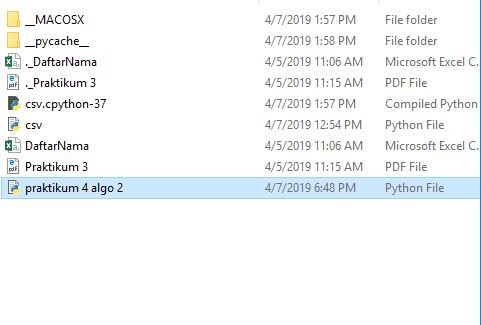 __MACOSX 4/7/2019 1:57 PM File folder
__pycache__ 4/7/2019 1:58 PM File folder
._DaftarNama 4/5/2019 11:06 AM Microsoft Excel C.
._Praktikum 3 4/5/2019 11:15 AM PDF File
csv.cpython-37 4/7/2019 1:57 PM Compiled Python
csv 4/7/2019 12:54 PM Python File
DaftarNama 4/5/2019 11:06 AM Microsoft Excel C.
Praktikum 3 4/5/2019 11:15 AM PDF File
praktikum 4 algo 2 4/7/2019 6:48 PM Python File